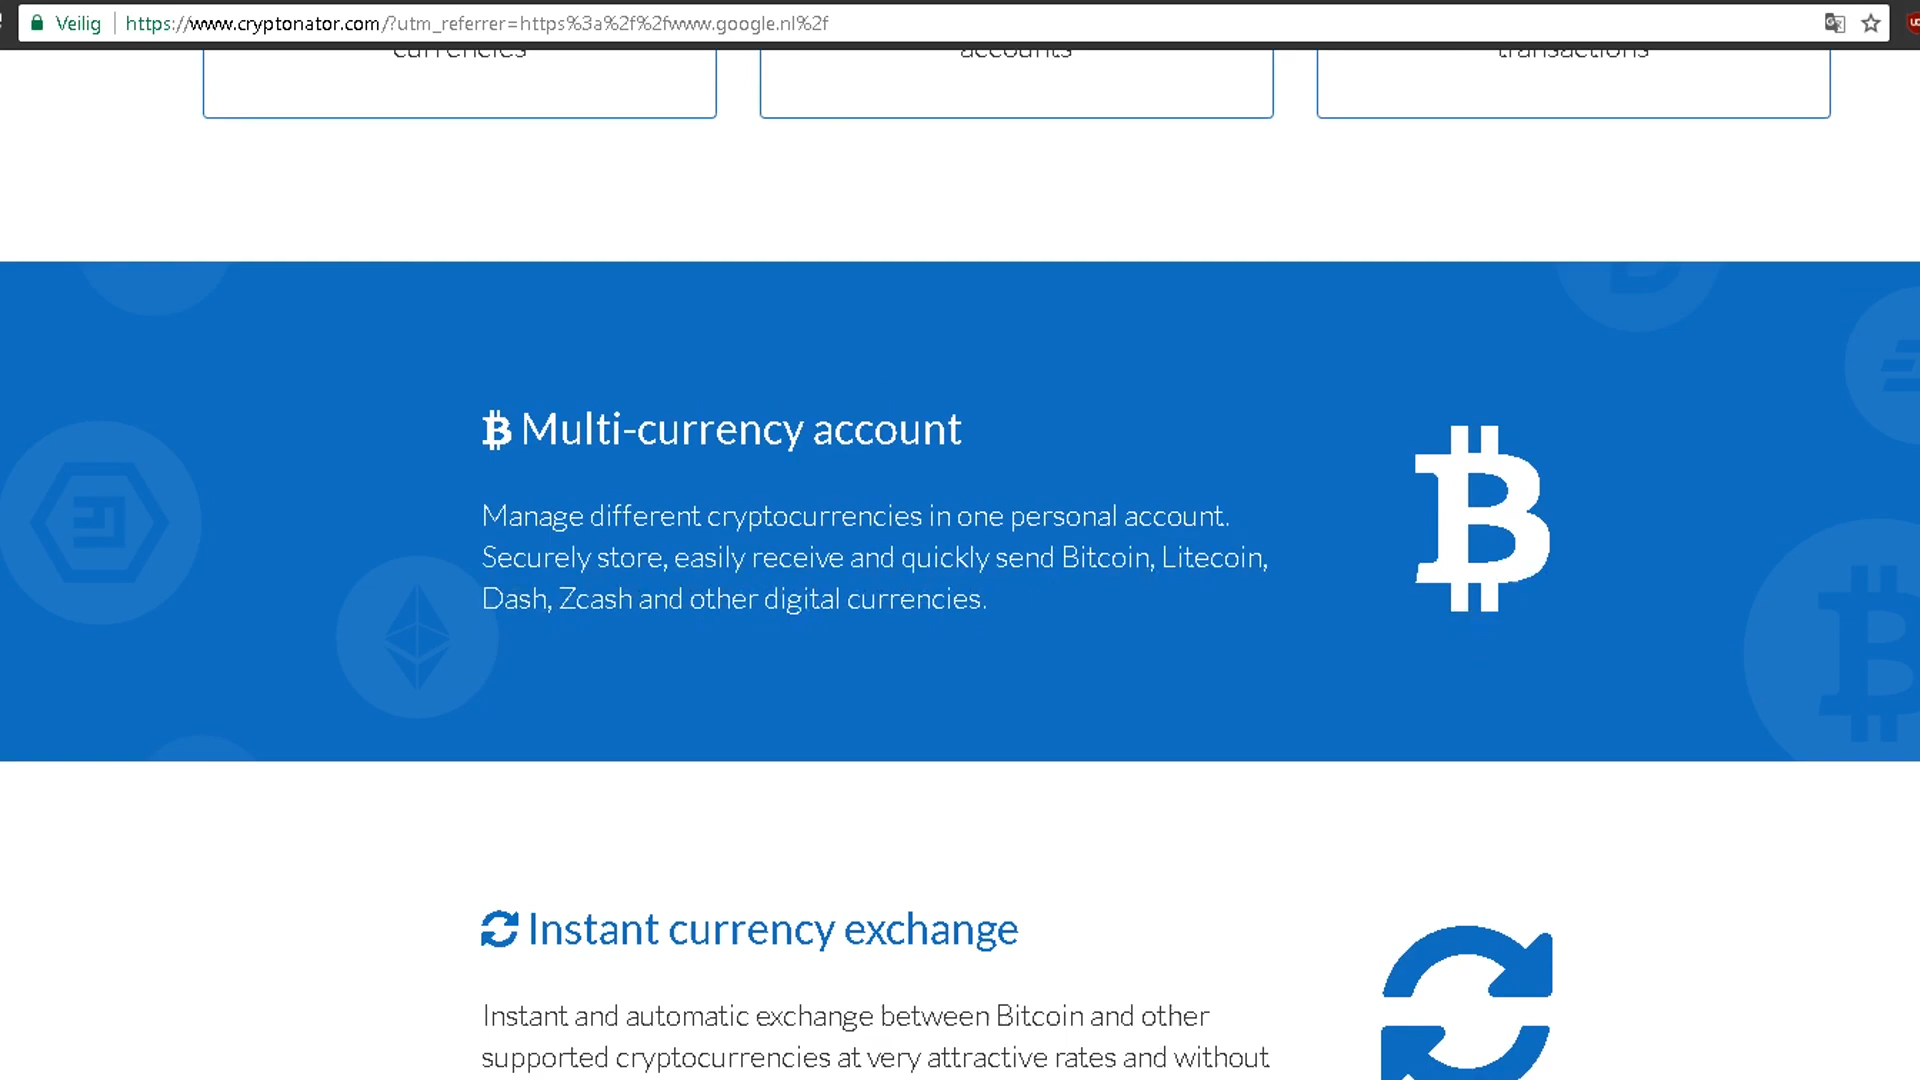 Veilig https://www.cryptonator.com/?utm_referrer=https%3a%2f%2fwww.google.nl%2f
currencies accounts transactions
Multi-currency account
Manage different cryptocurrencies in one personal account.
Securely store, easily receive and quickly send Bitcoin, Litecoin,
Dash, Zcash and other digital currencies.
Instant currency exchange
Instant and automatic exchange between Bitcoin and other
supported cryptocurrencies at very attractive rates and without